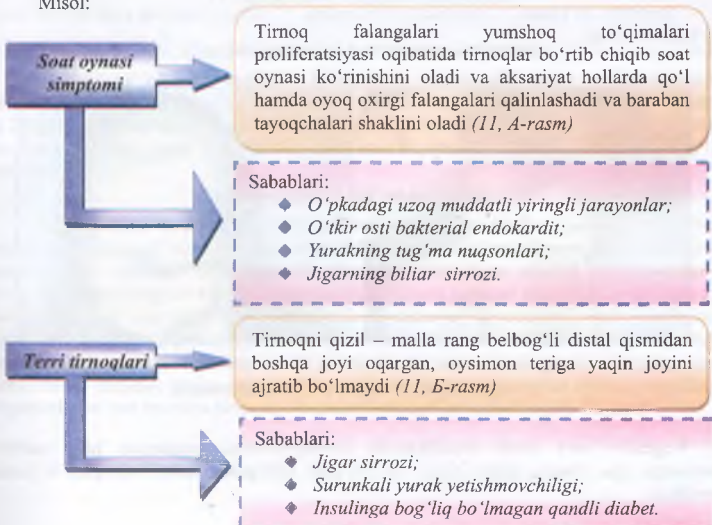 Misol:
Soat oynasi
simptomi
Tirnoq falangalari yumshoq to‘qimalari
proliferatsiyasi oqibatida tirnoqlar bo‘rtib chiqib soat
oynasi ko‘rinishini oladi va aksariyat hollarda qo‘l
hamda oyoq oxirgi falangalari qalinlashadi va baraban
tayoqchalari shaklini oladi (11, A-rasm)
Sabablari:
◆ O‘pkadagi uzoq muddatli yiringli jarayonlar;
◆ O‘tkir osti bakterial endokardit;
◆ Yurakning tug‘ma nuqsonlari;
◆ Jigarning biliar sirrozi.
Terri tirnoqlari
Tirnoqni qizil – malla rang belbog‘li distal qismidan
boshqa joyi oqargan, oysimon teriga yaqin joyini
ajratib bo‘lmaydi (11, Б-rasm)
Sabablari:
◆ Jigar sirrozi;
◆ Surunkali yurak yetishmovchiligi;
◆ Insulinga bog‘liq bo‘lmagan qandli diabet.